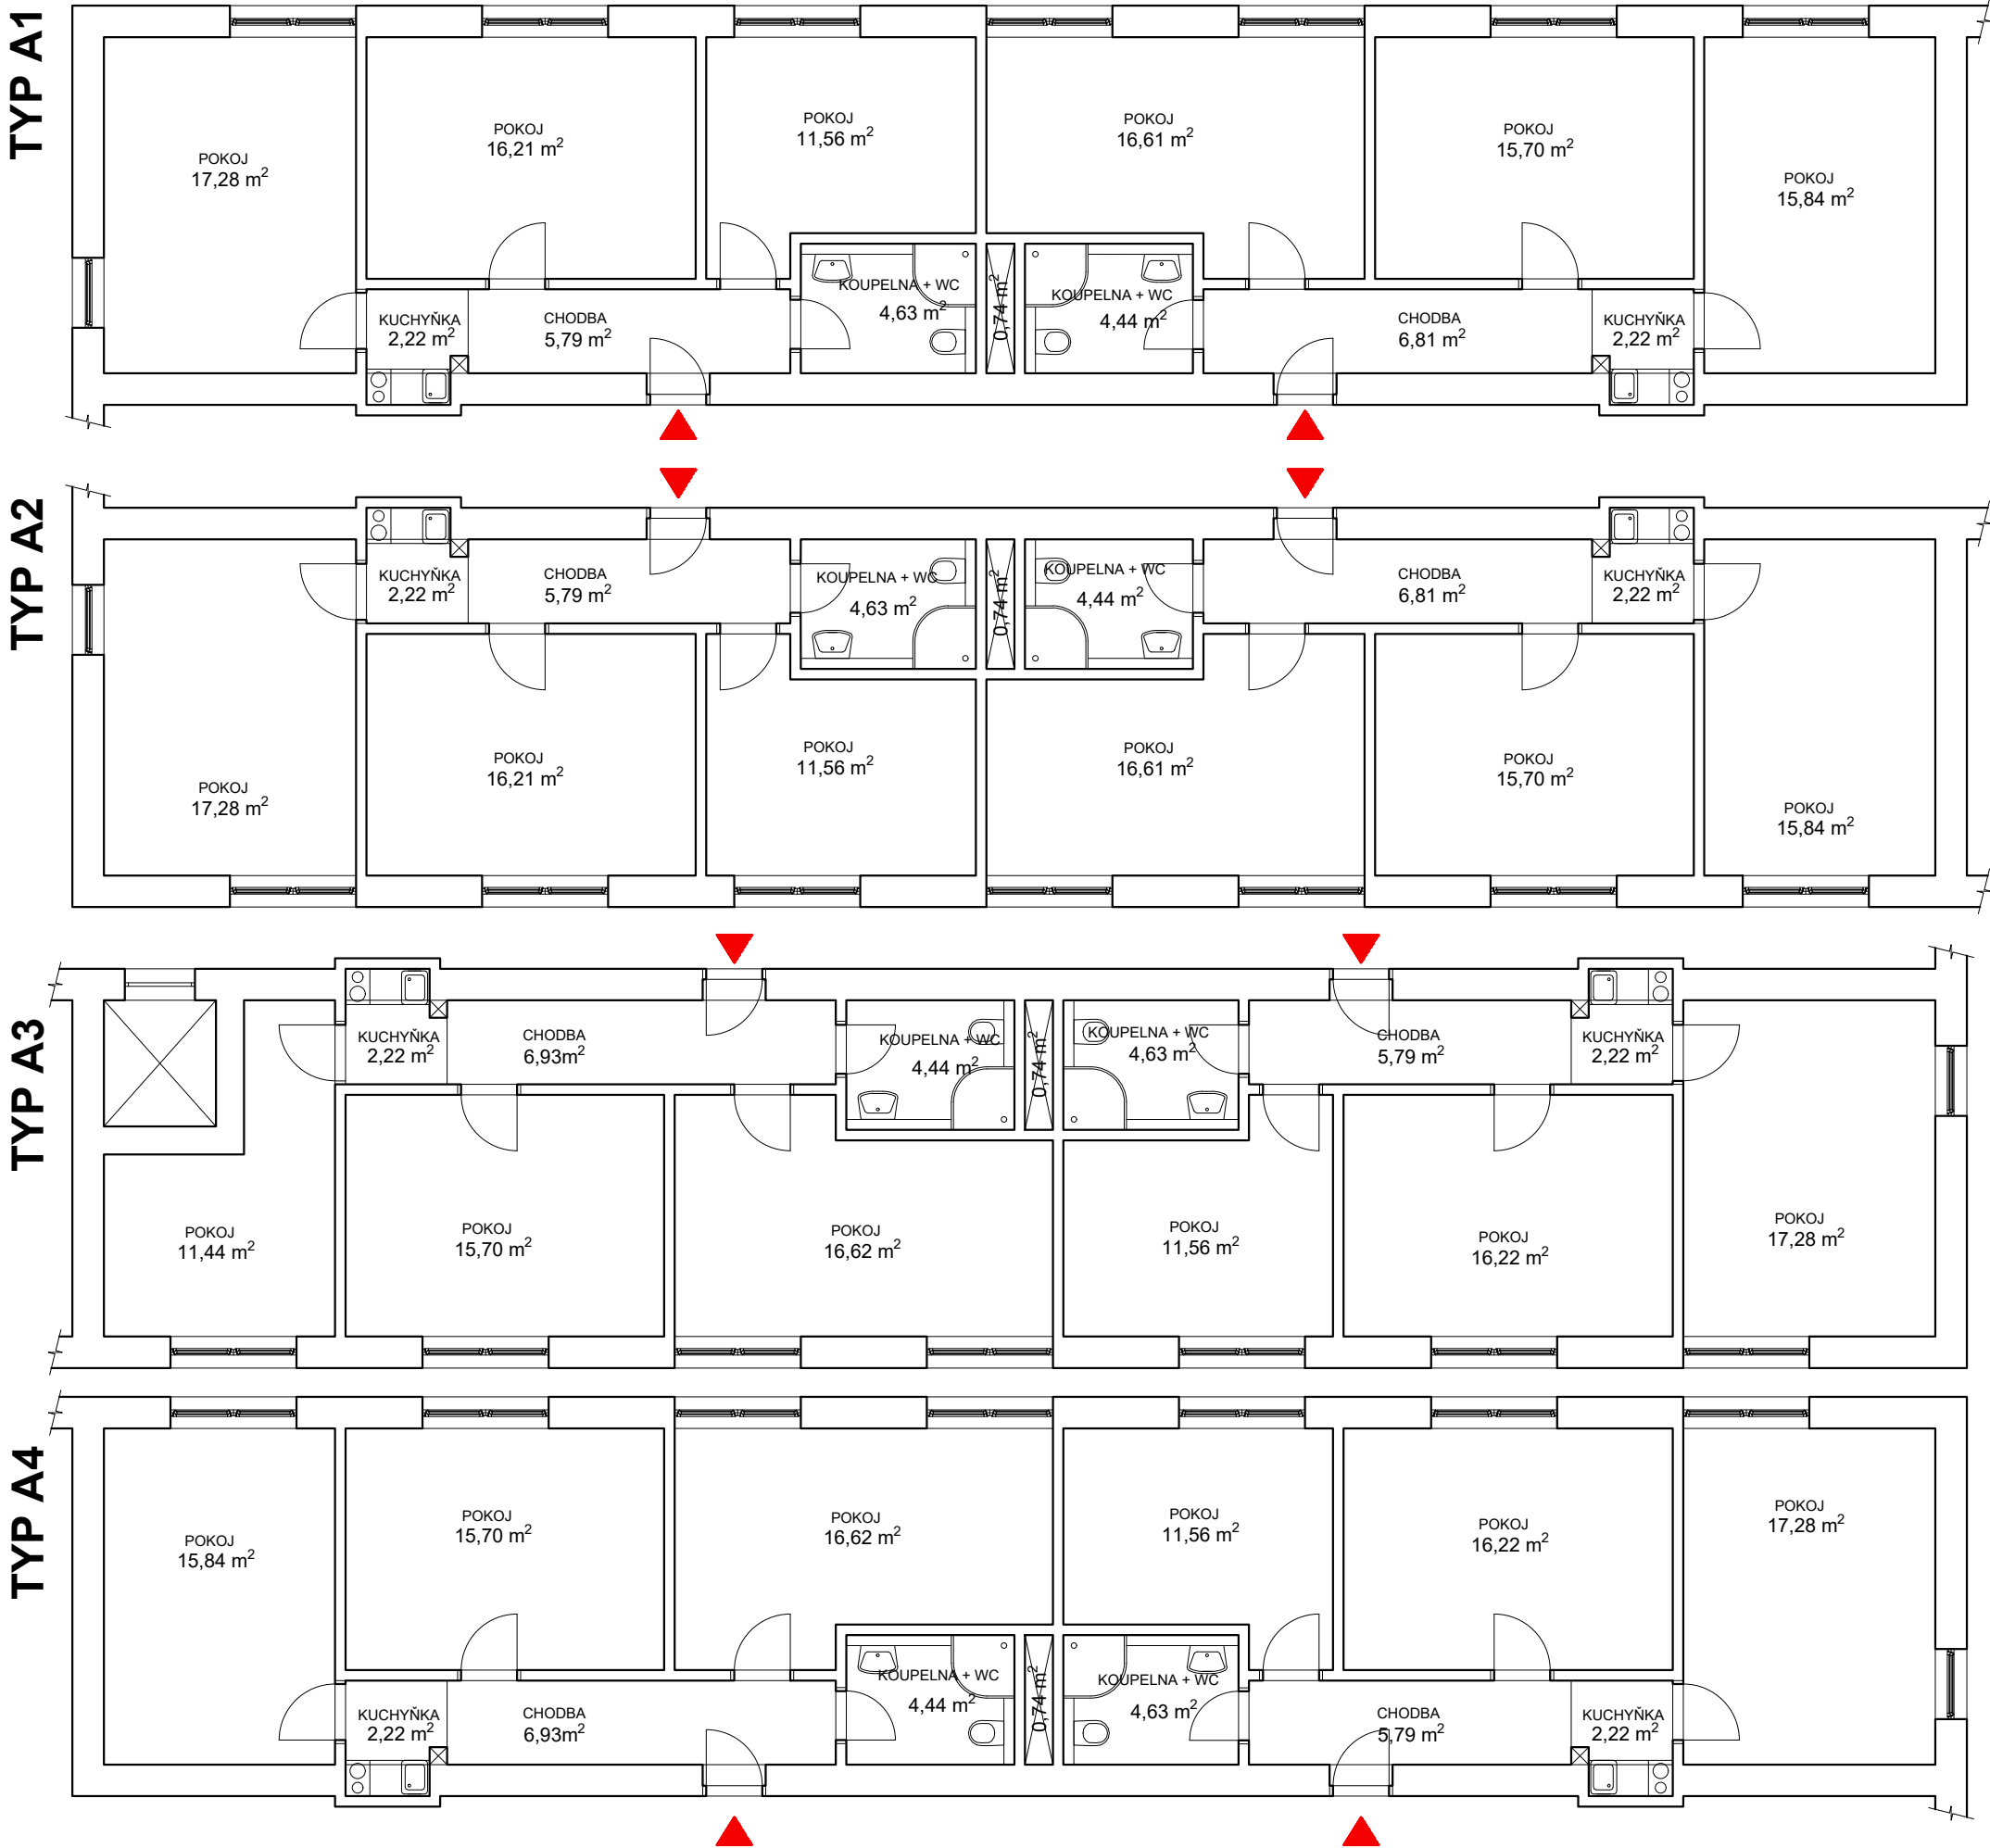 TYP A1
POKOJ
17,28 m²
POKOJ
16,21 m²
POKOJ
11,56 m²
POKOJ
16,61 m²
POKOJ
15,70 m²
POKOJ
15,84 m²
KUCHYŇKA
2,22 m²
CHODBA
5,79 m²
KOUPELNA + WC
4,63 m²
0,74 m²
KOUPELNA + WC
4,44 m²
CHODBA
6,81 m²
KUCHYŇKA
2,22 m²
TYP A2
KUCHYŇKA
2,22 m²
CHODBA
5,79 m²
KOUPELNA + WC
4,63 m²
0,74 m²
KOUPELNA + WC
4,44 m²
CHODBA
6,81 m²
KUCHYŇKA
2,22 m²
POKOJ
17,28 m²
POKOJ
16,21 m²
POKOJ
11,56 m²
POKOJ
16,61 m²
POKOJ
15,70 m²
POKOJ
15,84 m²
TYP A3
KUCHYŇKA
2,22 m²
CHODBA
6,93m²
KOUPELNA + WC
4,44 m²
0,74 m²
KOUPELNA + WC
4,63 m²
CHODBA
5,79 m²
KUCHYŇKA
2,22 m²
POKOJ
11,44 m²
POKOJ
15,70 m²
POKOJ
16,62 m²
POKOJ
11,56 m²
POKOJ
16,22 m²
POKOJ
17,28 m²
TYP A4
POKOJ
15,84 m²
POKOJ
15,70 m²
POKOJ
16,62 m²
POKOJ
11,56 m²
POKOJ
16,22 m²
POKOJ
17,28 m²
KUCHYŇKA
2,22 m²
CHODBA
6,93m²
KOUPELNA + WC
4,44 m²
0,74 m²
KOUPELNA + WC
4,63 m²
CHODBA
5,79 m²
KUCHYŇKA
2,22 m²